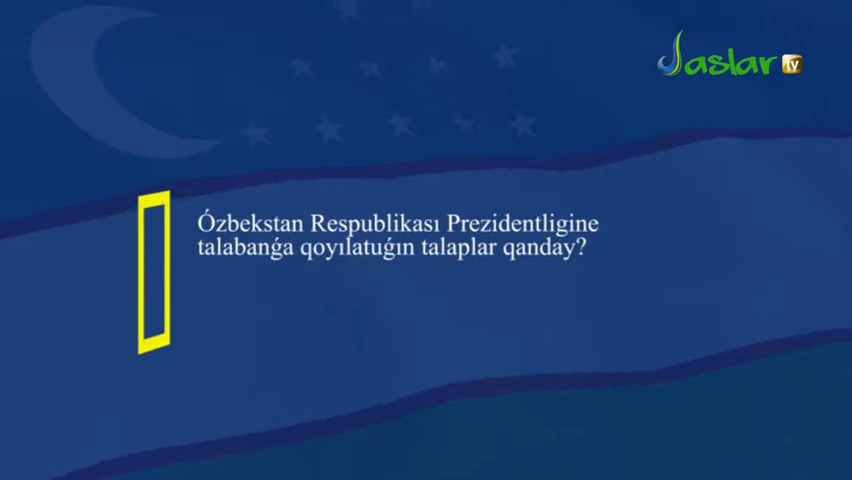 Jaslar tv
Ózbekstan Respublikası Prezidentligine
talabanǵa qoyılatuǵın talaplar qanday?